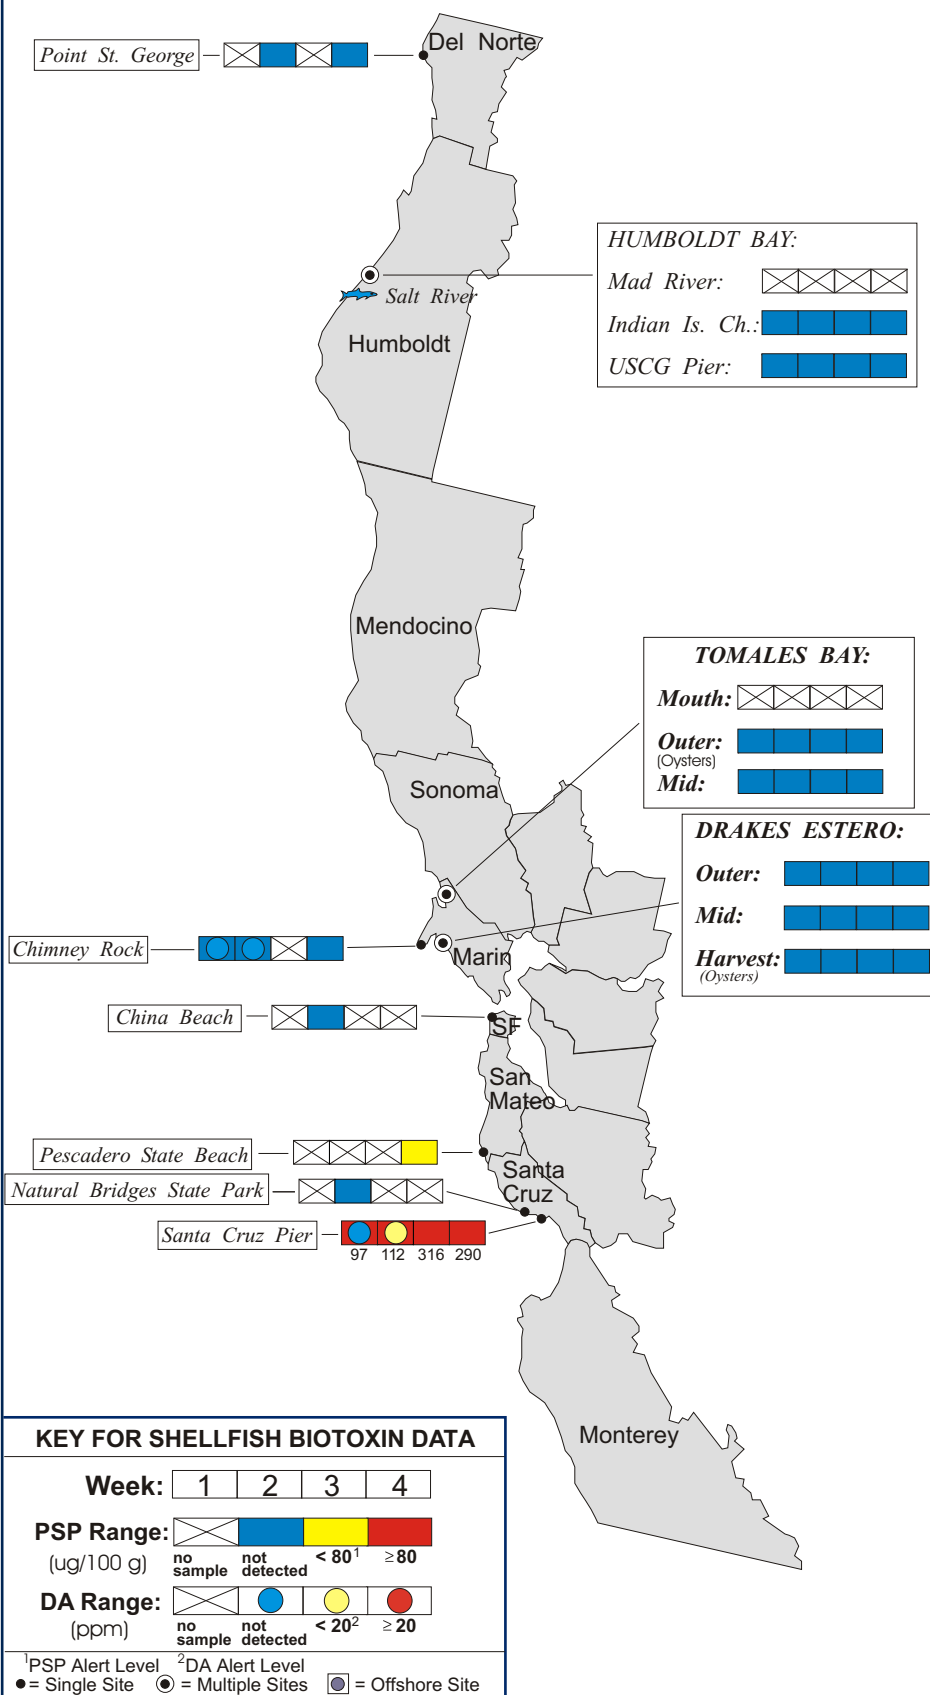 Point St. George
Del Norte
HUMBOLDT BAY:
Mad River:
Indian Is. Ch.:
USCG Pier:
Salt River
Humboldt
Mendocino
TOMALES BAY:
Mouth:
Outer:
(Oysters)
Mid:
Sonoma
DRAKES ESTERO:
Outer:
Mid:
Harvest:
(Oysters)
Chimney Rock
Marin
China Beach
SF
San
Mateo
Pescadero State Beach
Santa
Cruz
Natural Bridges State Park
Santa Cruz Pier
97 112 316 290
Monterey
KEY FOR SHELLFISH BIOTOXIN DATA
Week: 1 2 3 4
PSP Range:
(ug/100 g)
no sample not detected < 80¹ ≥80
DA Range:
(ppm)
no sample not detected < 20² ≥ 20
¹PSP Alert Level ²DA Alert Level
= Single Site = Multiple Sites = Offshore Site